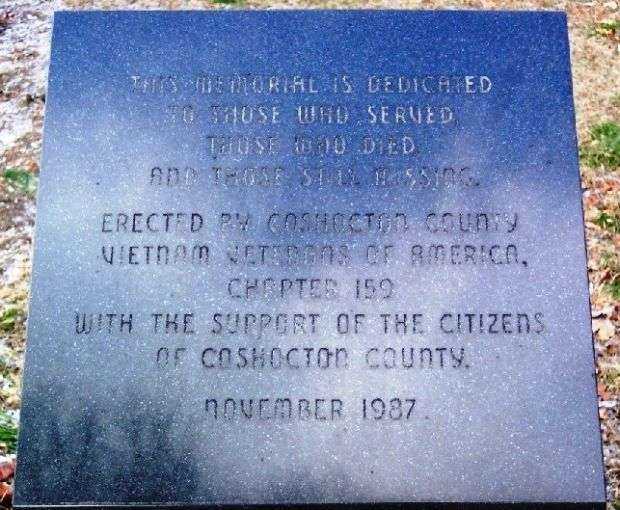 THIS MEMORIAL IS DEDICATED
TO THOSE WHO SERVED,
THOSE WHO DIED,
AND THOSE STILL MISSING.
ERECTED BY COSHOCTON COUNTY
VIETNAM VETERANS OF AMERICA,
CHAPTER 159
WITH THE SUPPORT OF THE CITIZENS
OF COSHOCTON COUNTY.
NOVEMBER 1987